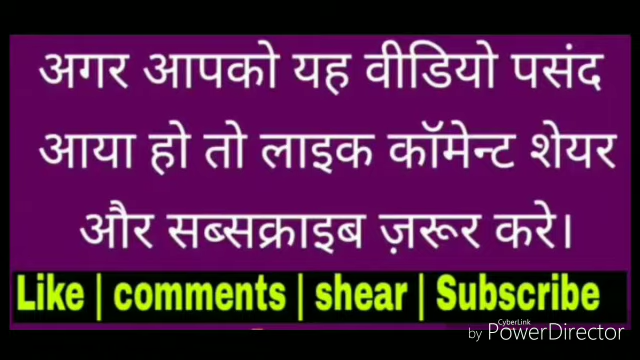 अगर आपको यह वीडियो पसंद
आया हो तो लाइक कॉमेन्ट शेयर
और सब्सक्राइब ज़रूर करे।
Like | comments | shear | Subscribe
CyberLink
by PowerDirector